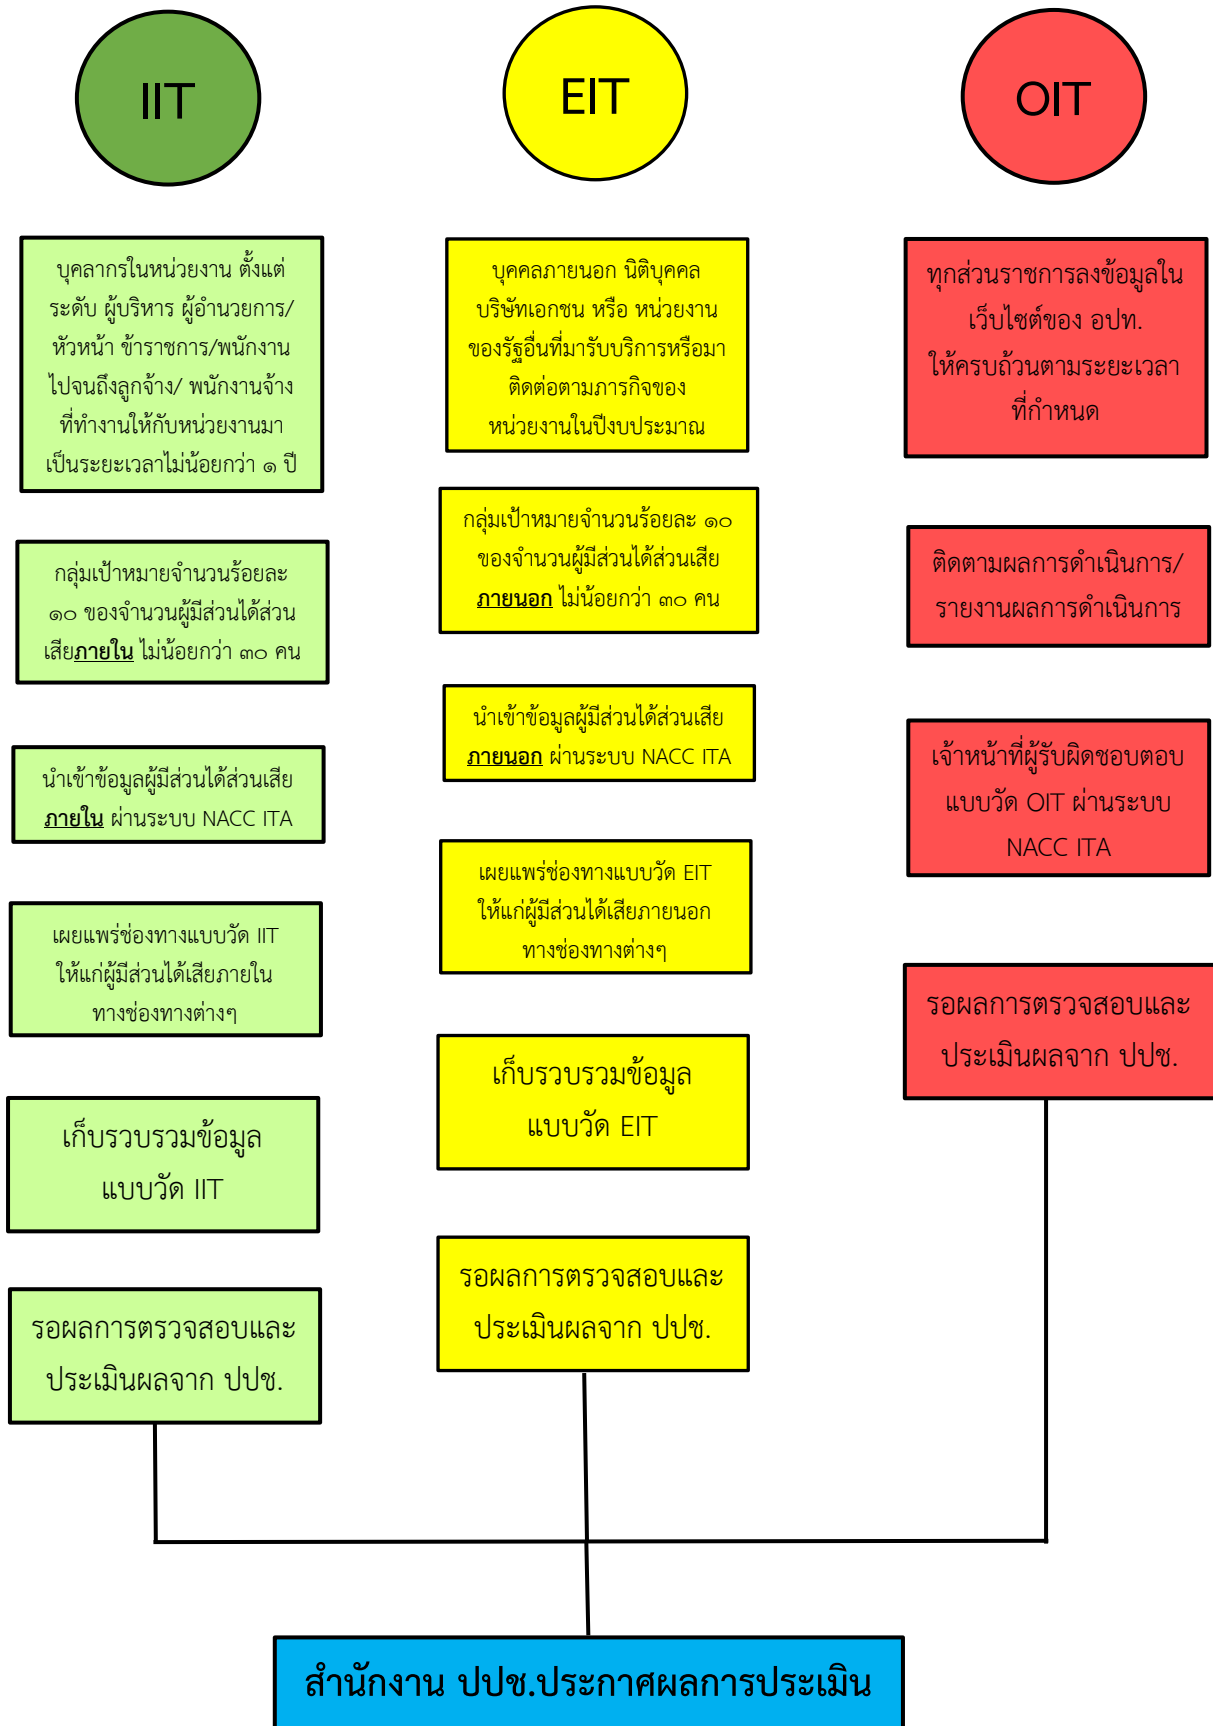 IIT
บุคลากรในหน่วยงาน ตั้งแต่
ระดับ ผู้บริหาร ผู้อำนวยการ/
หัวหน้า ข้าราชการ/พนักงาน
ไปจนถึงลูกจ้าง/ พนักงานจ้าง
ที่ทำงานให้กับหน่วยงานมา
เป็นระยะเวลาไม่น้อยกว่า ๑ ปี
กลุ่มเป้าหมายจำนวนร้อยละ
๑๐ ของจำนวนผู้มีส่วนได้ส่วน
เสียภายใน ไม่น้อยกว่า ๓๐ คน
นำเข้าข้อมูลผู้มีส่วนได้ส่วนเสีย
ภายใน ผ่านระบบ NACC ITA
เผยแพร่ช่องทางแบบวัด IIT
ให้แก่ผู้มีส่วนได้เสียภายใน
ทางช่องทางต่างๆ
เก็บรวบรวมข้อมูล
แบบวัด IIT
รอผลการตรวจสอบและ
ประเมินผลจาก ปปช.
EIT
บุคคลภายนอก นิติบุคคล
บริษัทเอกชน หรือ หน่วยงาน
ของรัฐอื่นที่มารับบริการหรือมา
ติดต่อตามภารกิจของ
หน่วยงานในปีงบประมาณ
กลุ่มเป้าหมายจำนวนร้อยละ ๑๐
ของจำนวนผู้มีส่วนได้ส่วนเสีย
ภายนอก ไม่น้อยกว่า ๓๐ คน
นำเข้าข้อมูลผู้มีส่วนได้ส่วนเสีย
ภายนอก ผ่านระบบ NACC ITA
เผยแพร่ช่องทางแบบวัด EIT
ให้แก่ผู้มีส่วนได้เสียภายนอก
ทางช่องทางต่างๆ
เก็บรวบรวมข้อมูล
แบบวัด EIT
รอผลการตรวจสอบและ
ประเมินผลจาก ปปช.
OIT
ทุกส่วนราชการลงข้อมูลใน
เว็บไซต์ของ อปท.
ให้ครบถ้วนตามระยะเวลา
ที่กำหนด
ติดตามผลการดำเนินการ/
รายงานผลการดำเนินการ
เจ้าหน้าที่ผู้รับผิดชอบตอบ
แบบวัด OIT ผ่านระบบ
NACC ITA
รอผลการตรวจสอบและ
ประเมินผลจาก ปปช.
สำนักงาน ปปช.ประกาศผลการประเมิน